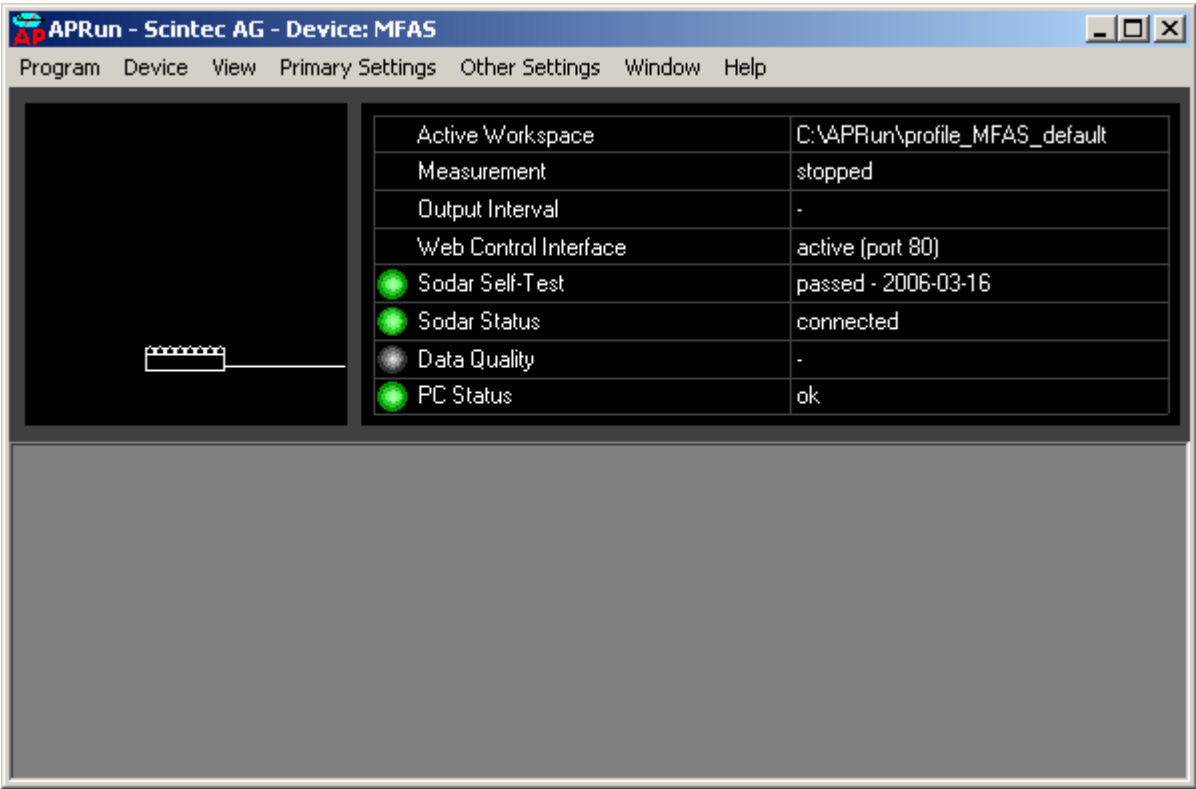 AP APRun - Scintec AG - Device: MFAS
Program Device View Primary Settings Other Settings Window Help
Active Workspace C:\APRun\profile_MFAS_default
Measurement stopped
Output Interval -
Web Control Interface active (port 80)
Sodar Self-Test passed - 2006-03-16
Sodar Status connected
Data Quality -
PC Status ok